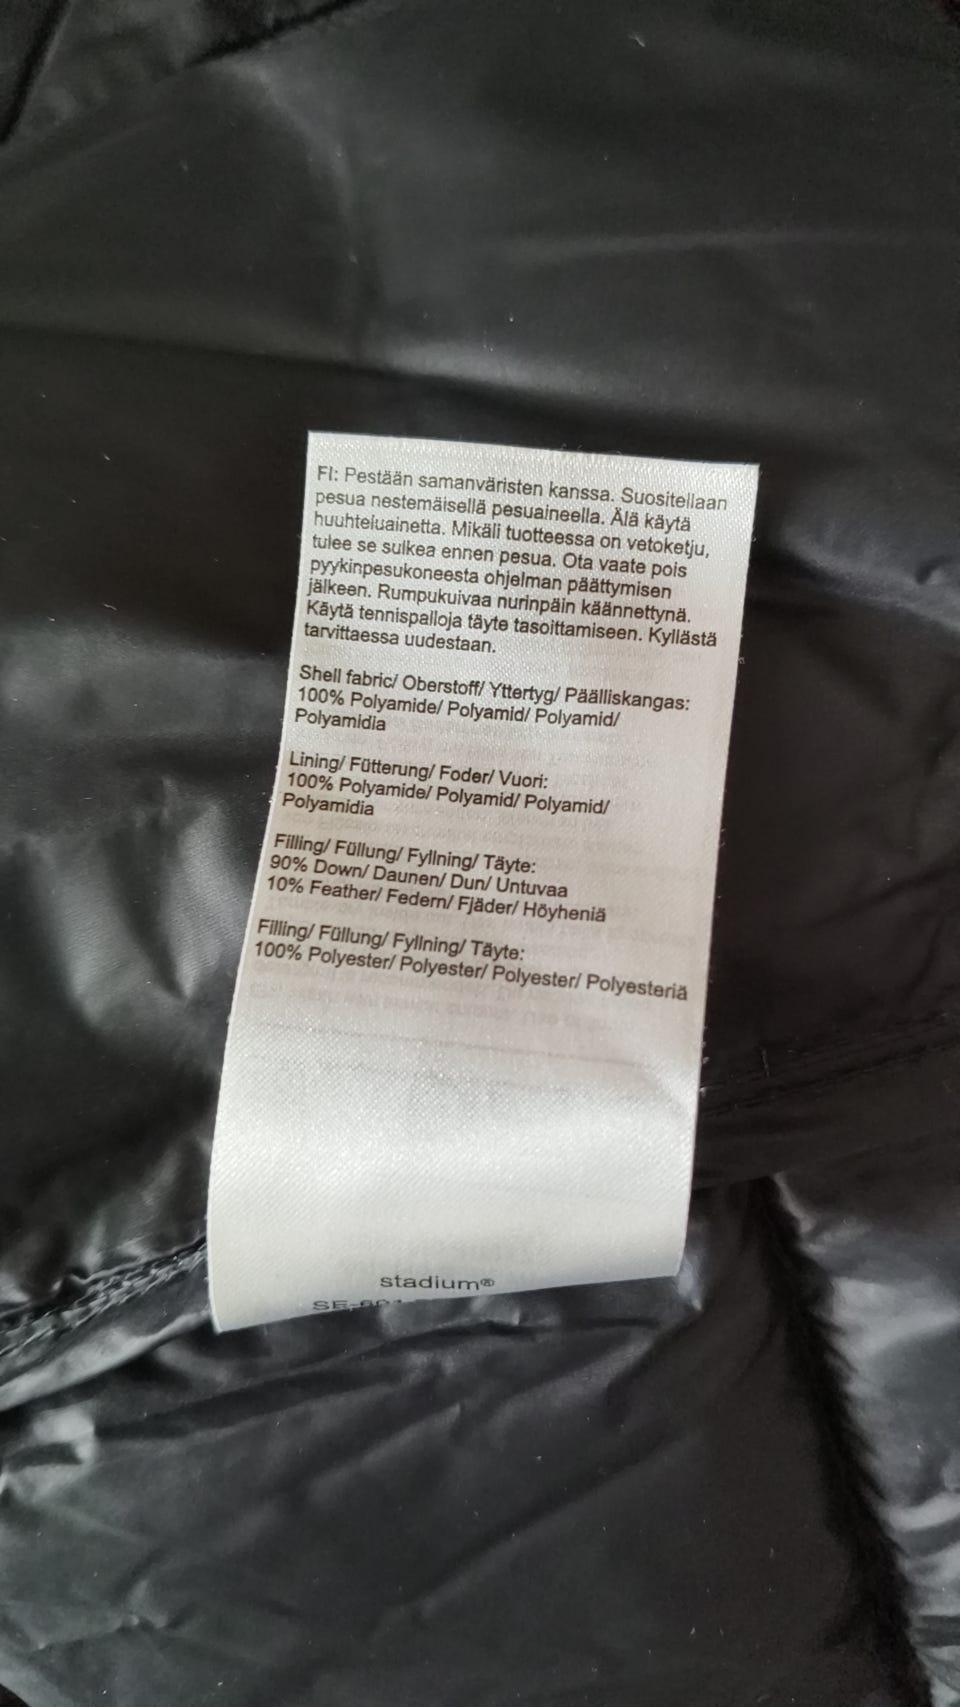 FI: Pestään samanväristen kanssa. Suositellaan
pesua nestemäisellä pesuaineella. Älä käytä
huuhteluainetta. Mikäli tuotteessa on vetoketju,
tulee se sulkea ennen pesua. Ota vaate pois
pyykinpesukoneesta ohjelman päättymisen
jälkeen. Rumpukuivaa nurinpäin käännettynä.
Käytä tennispalloja täyte tasoittamiseen. Kyllästä
tarvittaessa uudestaan.
Shell fabric/ Oberstoff/ Yttertyg/ Päälliskangas:
100% Polyamide/ Polyamid/ Polyamid/
Polyamidia
Lining/ Fütterung/ Foder/ Vuori:
100% Polyamide/ Polyamid/ Polyamid/
Polyamidia
Filling/ Füllung/ Fyllning/ Täyte:
90% Down/ Daunen/ Dun/ Untuvaa
10% Feather/ Federn/ Fjäder/ Höyheniä
Filling/ Füllung/ Fyllning/ Täyte:
100% Polyester/ Polyester/ Polyester/ Polyesteriä
stadium®